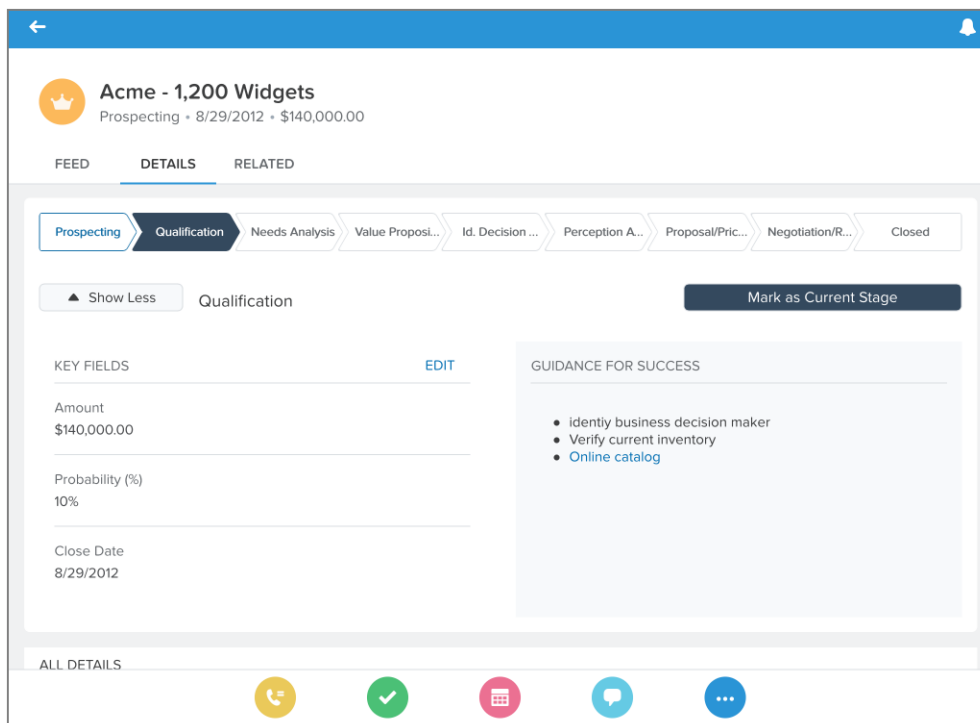 Acme - 1,200 Widgets
Prospecting • 8/29/2012 • $140,000.00
FEED DETAILS RELATED
Prospecting Qualification Needs Analysis Value Proposi... Id. Decision ... Perception A... Proposal/Pric... Negotiation/R... Closed
Show Less Qualification Mark as Current Stage
KEY FIELDS EDIT GUIDANCE FOR SUCCESS
Amount
$140,000.00
• identiy business decision maker
• Verify current inventory
• Online catalog
Probability (%)
10%
Close Date
8/29/2012
ALL DETAILS